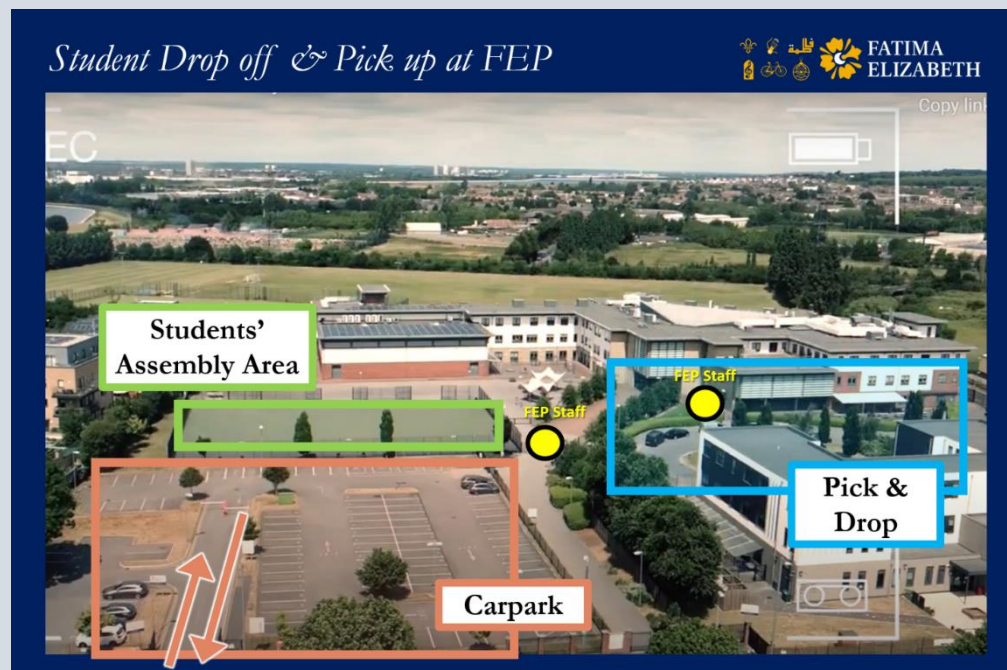 Student Drop off & Pick up at FEP
فاطمة
FATIMA
ELIZABETH
Copy link
EC
Students'
Assembly Area
FEP Staff
FEP Staff
Pick &
Drop
Carpark